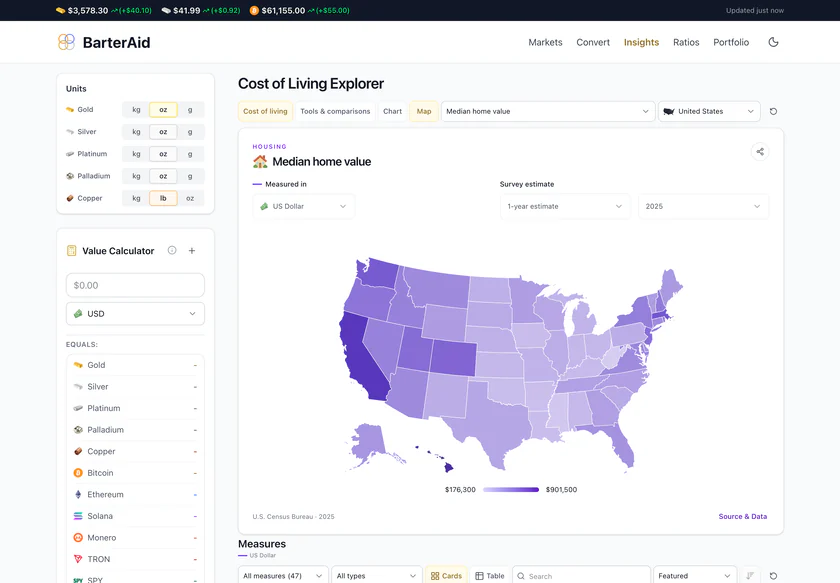 $3,578.30 (+$40.10) $41.99 (+$0.92) $61,155.00 (+$55.00) Updated just now
BarterAid
Markets Convert Insights Ratios Portfolio
Units
Gold kg oz g
Silver kg oz g
Platinum kg oz g
Palladium kg oz g
Copper kg lb oz
Value Calculator
$0.00
USD
EQUALS:
Gold -
Silver -
Platinum -
Palladium -
Copper -
Bitcoin -
Ethereum -
Solana -
Monero -
TRON -
SPY -
Cost of Living Explorer
Cost of living Tools & comparisons Chart Map Median home value United States
HOUSING
Median home value
Measured in
US Dollar
Survey estimate
1-year estimate 2025
$176,300 $901,500
U.S. Census Bureau · 2025 Source & Data
Measures
US Dollar
All measures (47) All types Cards Table Search Featured